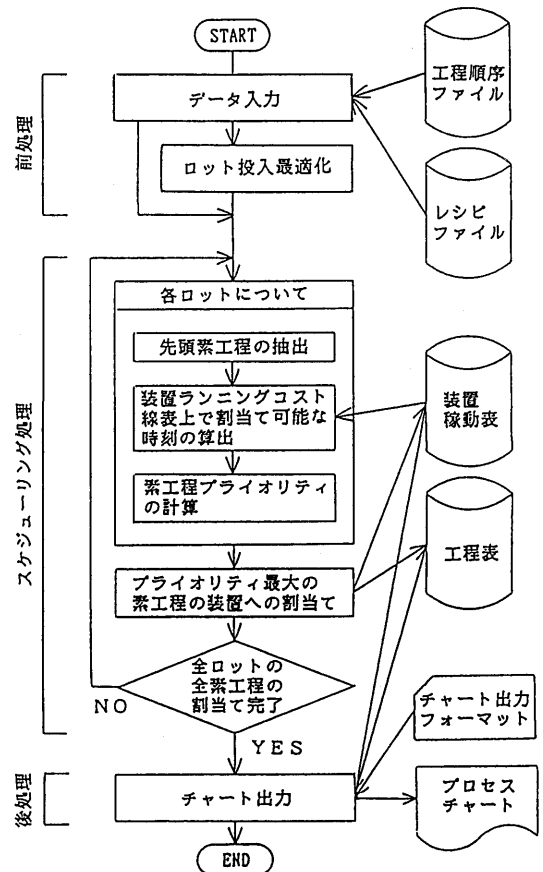 START
工程順序
ファイル
データ入力
前処理
ロット投入最適化
レシピ
ファイル
各ロットについて
先頭素工程の抽出
装置ランニングコスト
線表上で割当て可能な
時刻の算出
装置
稼動表
素工程プライオリティ
の計算
スケジューリング処理
工程表
プライオリティ最大の
素工程の装置への割当て
全ロットの
全素工程の
割当て完了
NO
YES
チャート出力
フォーマット
後処理
チャート出力
プロセス
チャート
END